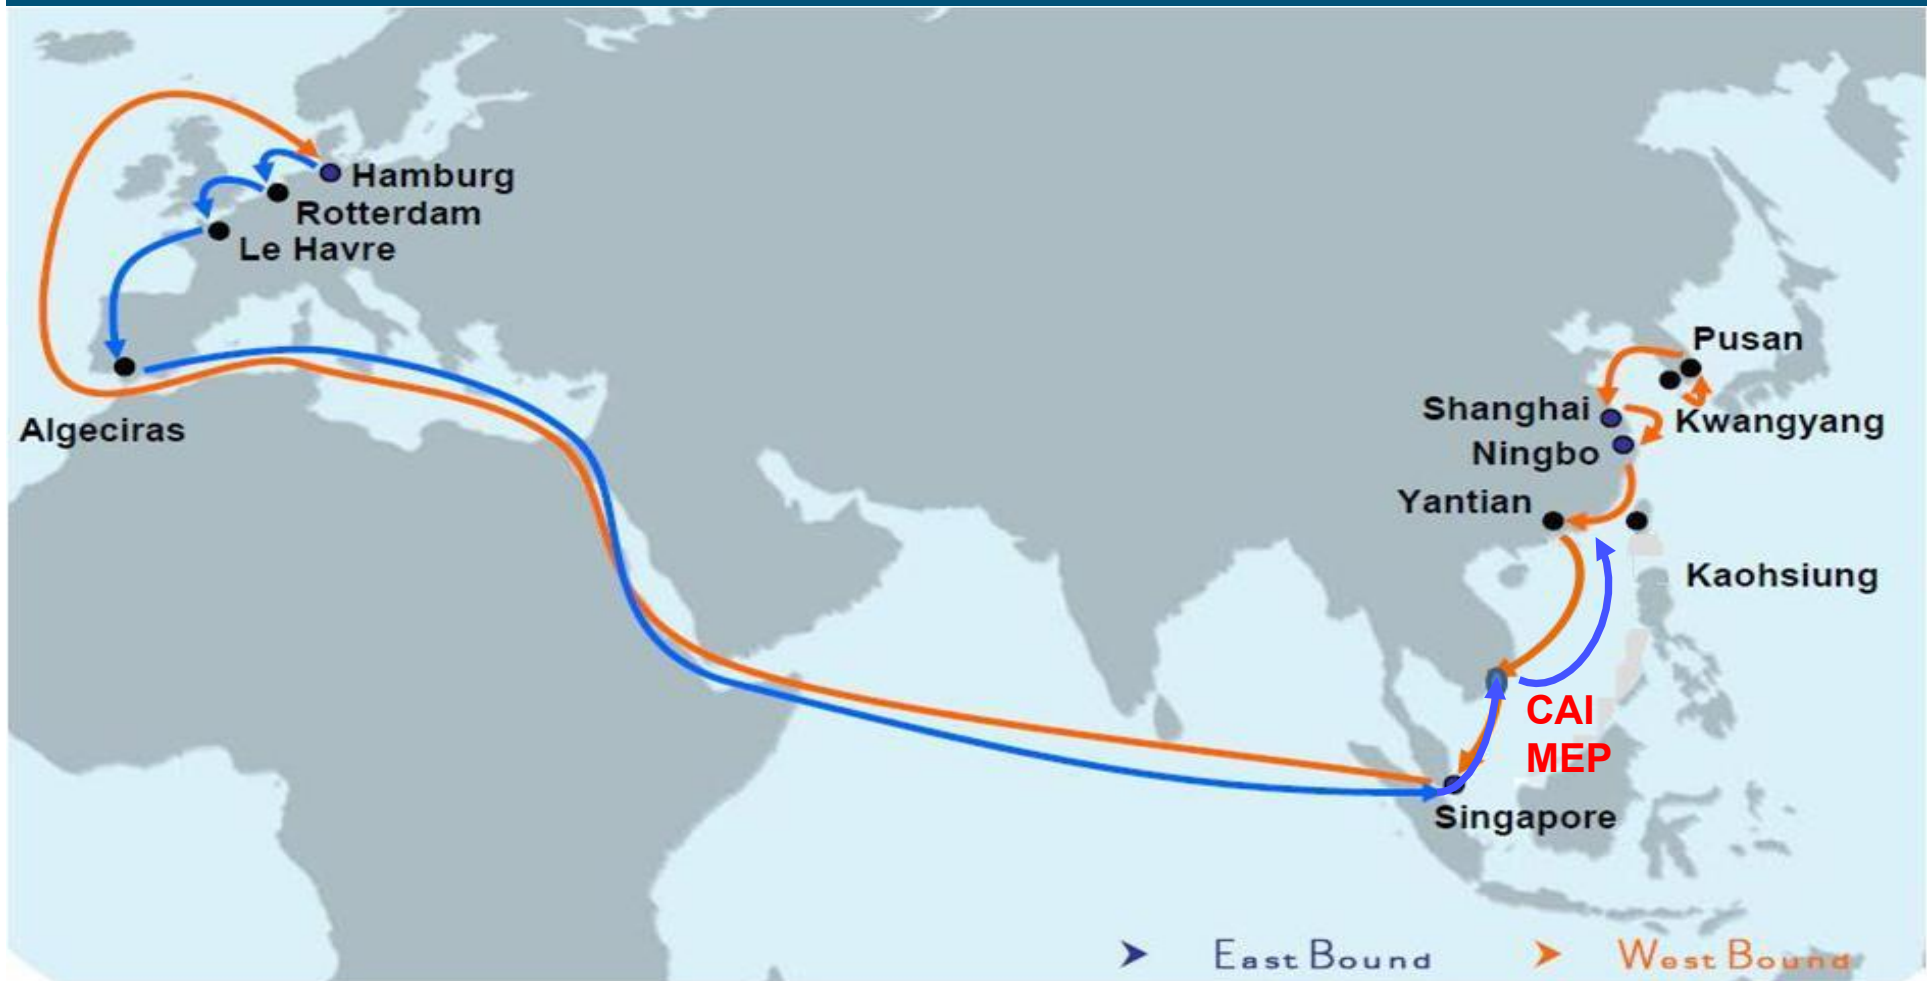 Hamburg
Rotterdam
Le Havre
Algeciras
Pusan
Shanghai
Kwangyang
Ningbo
Yantian
Kaohsiung
CAI
MEP
Singapore
East Bound
West Bound